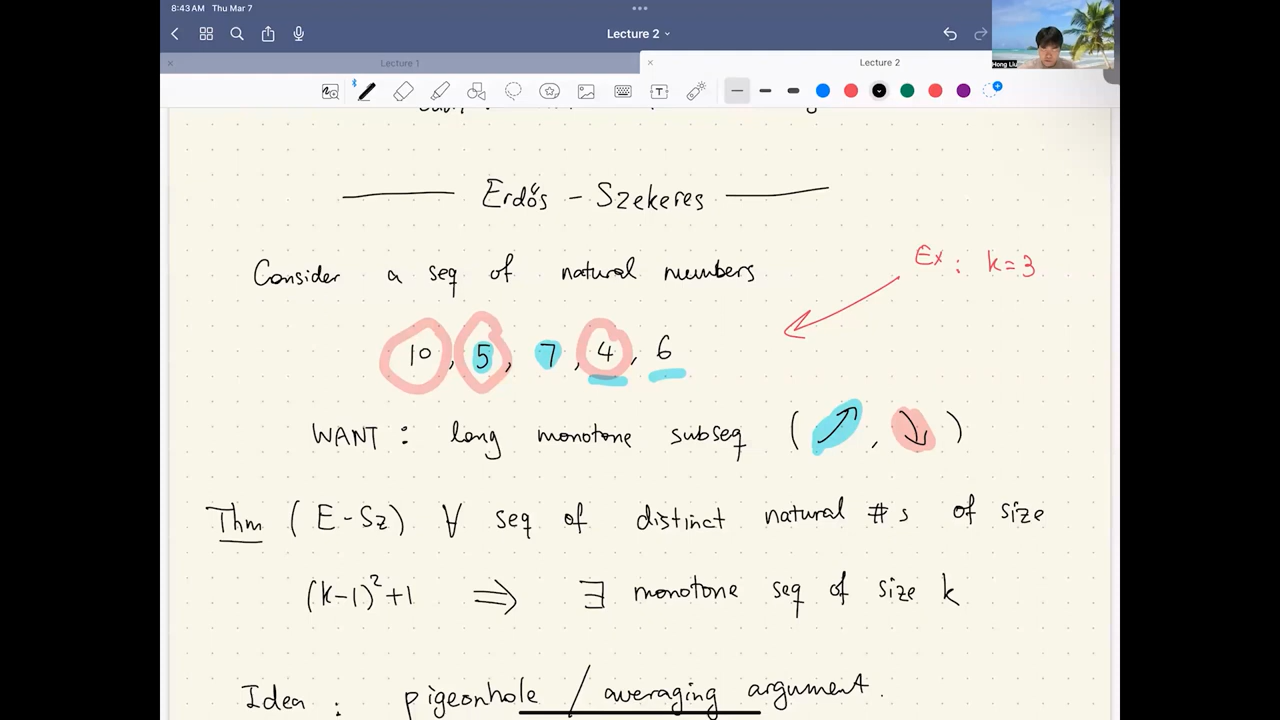 8:43 AM Thu Mar 7
Lecture 2
Hong Liu
Lecture 1
Lecture 2
Erdős - Szekeres
Consider a seq of natural numbers
Ex : k=3
10, 5, 7, 4, 6
WANT : long monotone subseq (↗, ↘)
Thm (E-Sz) ∀ seq of distinct natural #s of size
(k-1)²+1 ⇒ ∃ monotone seq of size k
Idea : pigeonhole / averaging argument.